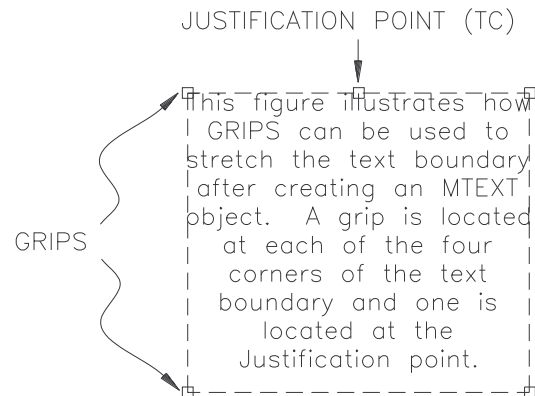 JUSTIFICATION POINT (TC)
This figure illustrates how
GRIPS can be used to
stretch the text boundary
after creating an MTEXT
object.  A grip is located
GRIPS
at each of the four
corners of the text
boundary and one is
located at the
Justification point.